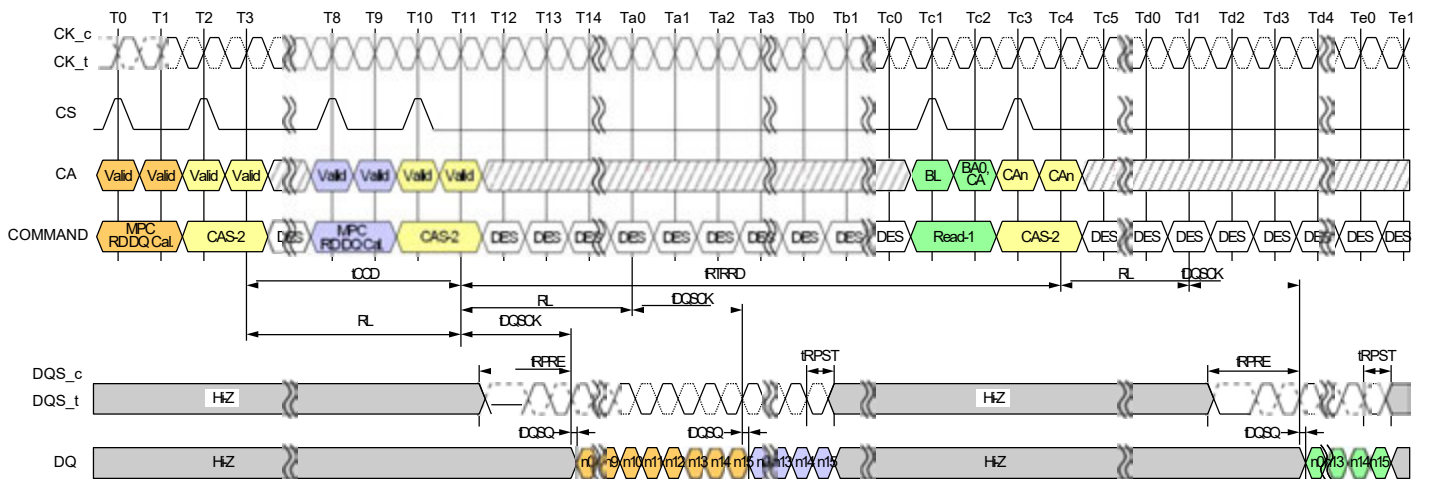 T0 T1 T2 T3 T8 T9 T10 T11 T12 T13 T14 Ta0 Ta1 Ta2 Ta3 Tb0 Tb1 Tc0 Tc1 Tc2 Tc3 Tc4 Tc5 Td0 Td1 Td2 Td3 Td4 Te0 Te1
CK_c
CK_t
CS
CA Valid Valid Valid Valid Valid Valid Valid Valid BL BA0, CA CAn CAn
COMMAND MPC RD DQ Cal. CAS-2 DES MPC RD DQ Cal. CAS-2 DES DES DES DES DES DES DES DES DES DES Read-1 CAS-2 DES DES DES DES DES DES DES DES
tCCD tRTRRD RL tDQSCK
RL tDQSCK
RL tDQSCK
tRPRE tRPST tRPRE tRPST
DQS_c
DQS_t Hi-Z Hi-Z
tDQSQ tDQSQ tDQSQ
DQ Hi-Z n0 n9 n10 n11 n12 n13 n14 n15 n0 n13 n14 n15 Hi-Z n0 n13 n14 n15